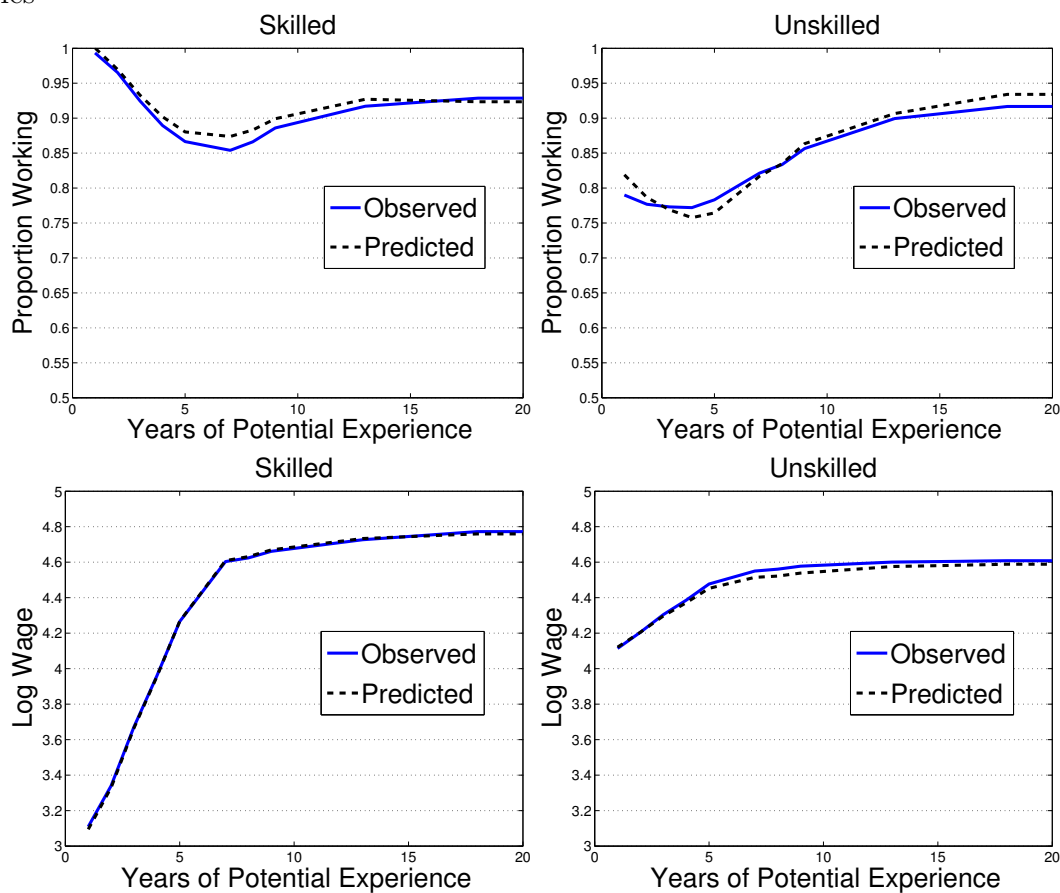 Skilled
Proportion Working
1
0.95
0.9
0.85
0.8
0.75
0.7
0.65
0.6
0.55
0.5
Observed
Predicted
0 5 10 15 20
Years of Potential Experience
Unskilled
Proportion Working
1
0.95
0.9
0.85
0.8
0.75
0.7
0.65
0.6
0.55
0.5
Observed
Predicted
0 5 10 15 20
Years of Potential Experience
Skilled
Log Wage
5
4.8
4.6
4.4
4.2
4
3.8
3.6
3.4
3.2
3
Observed
Predicted
0 5 10 15 20
Years of Potential Experience
Unskilled
Log Wage
5
4.8
4.6
4.4
4.2
4
3.8
3.6
3.4
3.2
3
Observed
Predicted
0 5 10 15 20
Years of Potential Experience